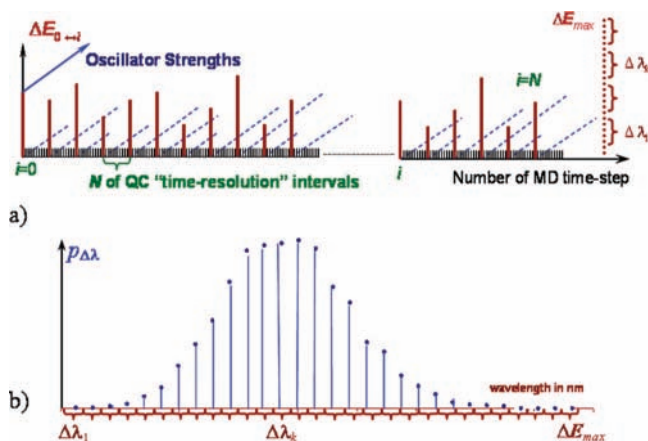 ΔE₀↔i
Oscillator Strengths
ΔEmax
Δλ
i=N
Δλ₁
i=0
N of QC “time-resolution” intervals
i
Number of MD time-step
a)
pΔλ
wavelength in nm
b)
Δλ₁
Δλk
ΔEmax